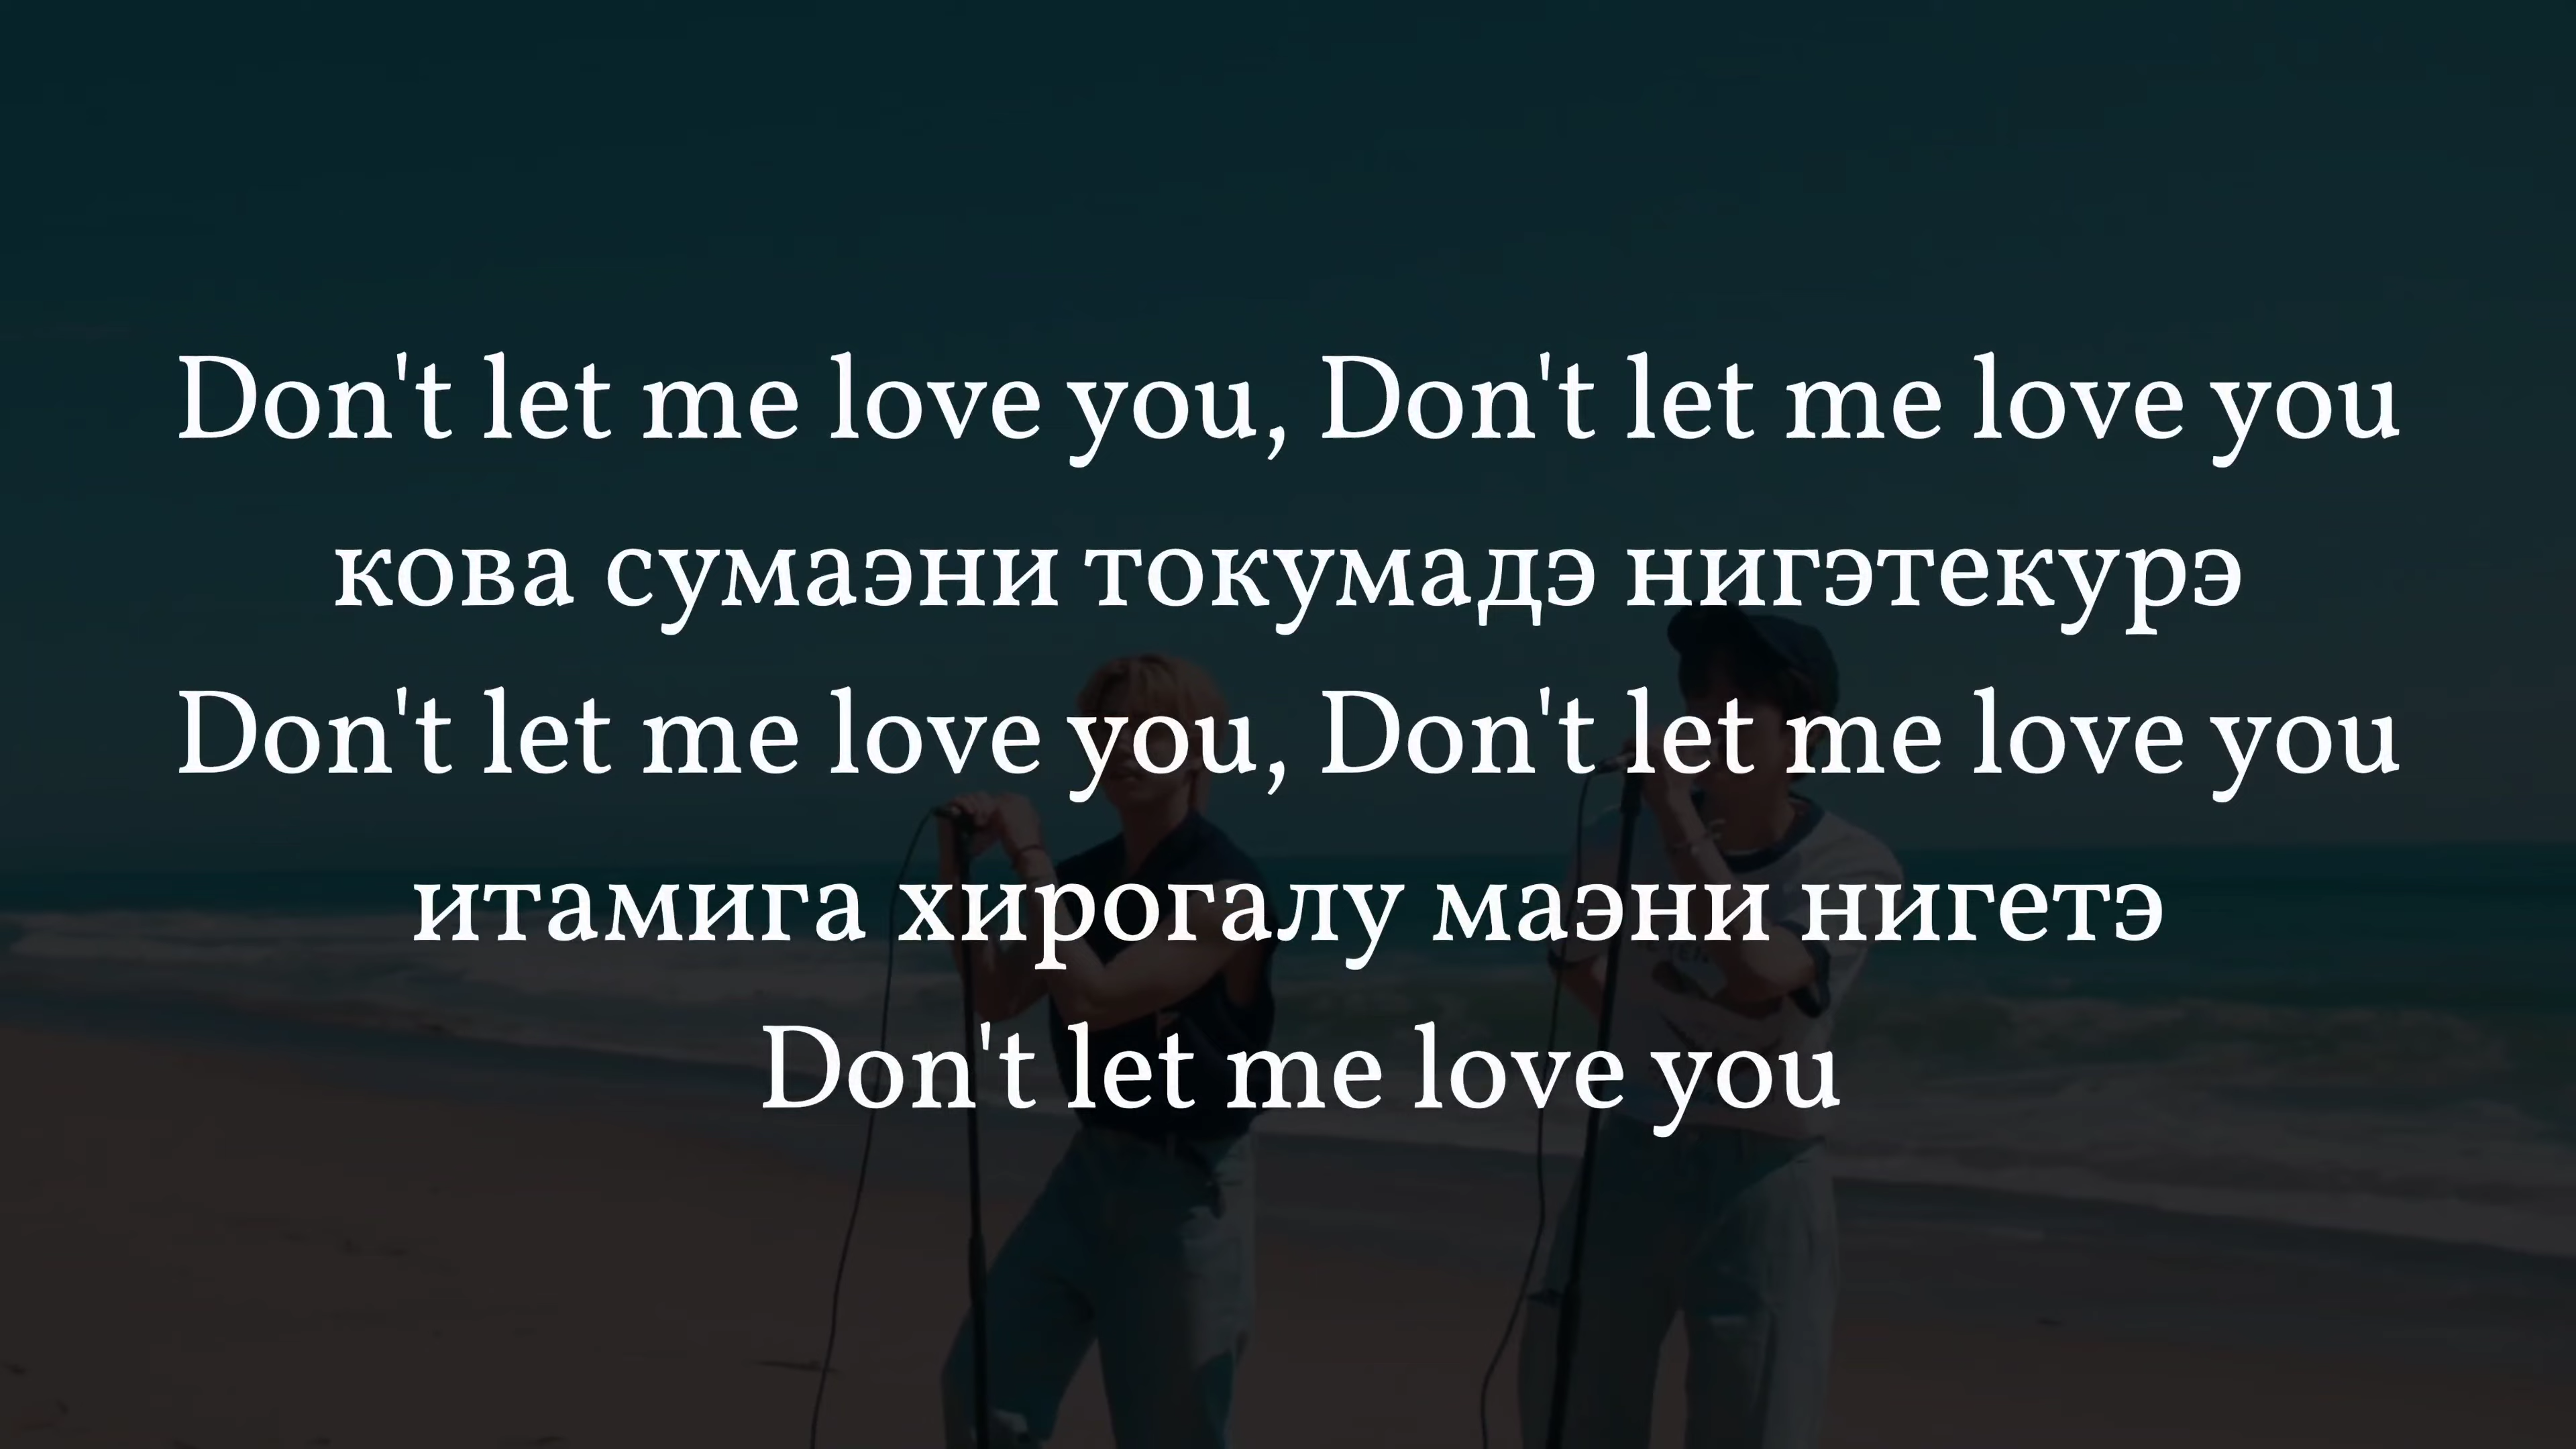 Don't let me love you, Don't let me love you
кова сумаэни токумадэ нигэтекурэ
Don't let me love you, Don't let me love you
итамига хирогалу маэни нигетэ
Don't let me love you